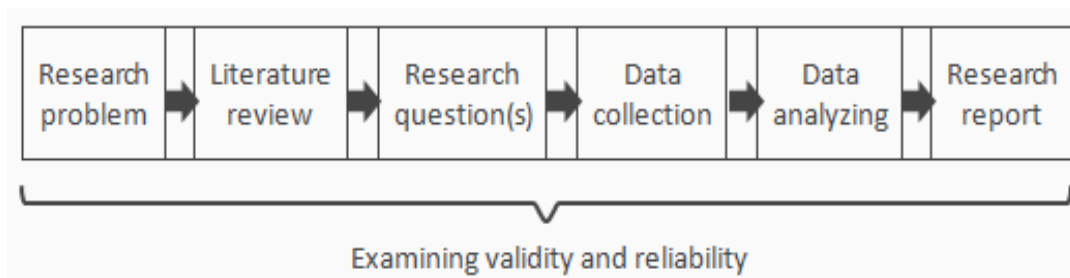 Research
problem
Literature
review
Research
question(s)
Data
collection
Data
analyzing
Research
report
Examining validity and reliability